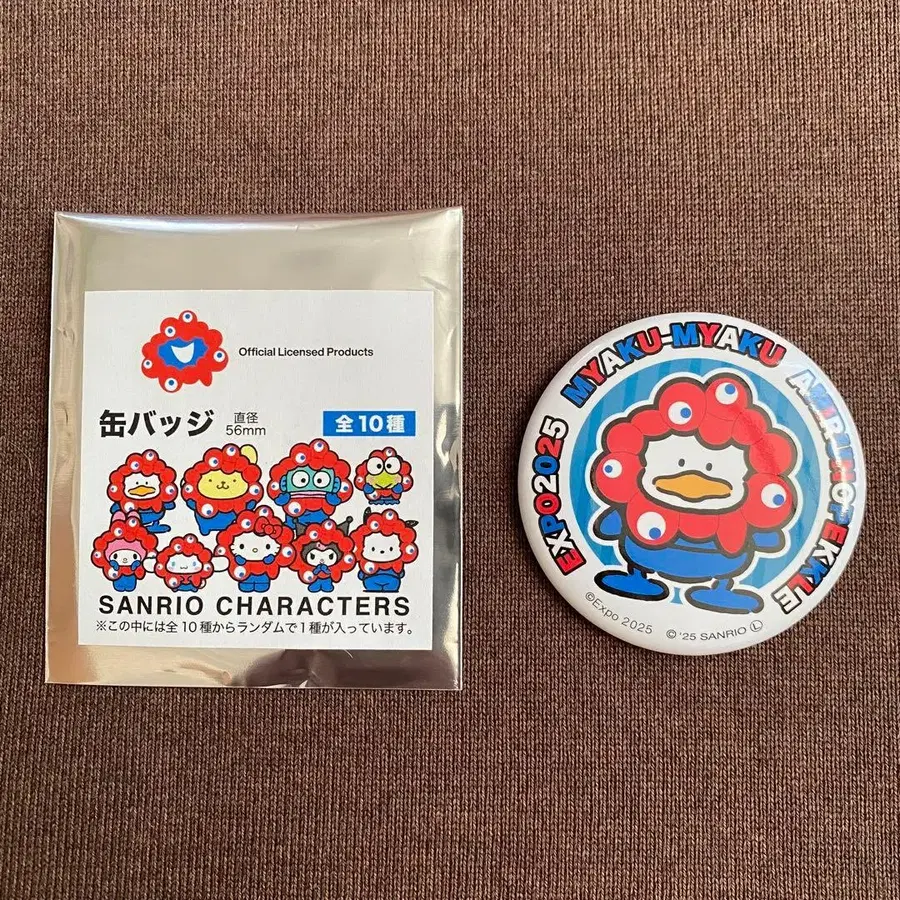 Official Licensed Products
缶バッジ
直径
56mm
全10種
SANRIO CHARACTERS
※この中には全10種からランダムで1種が入っています。
EXPO2025 MYAKU-MYAKU AHIRUNOPEKKLE
©Expo 2025 © '25 SANRIO Ⓛ